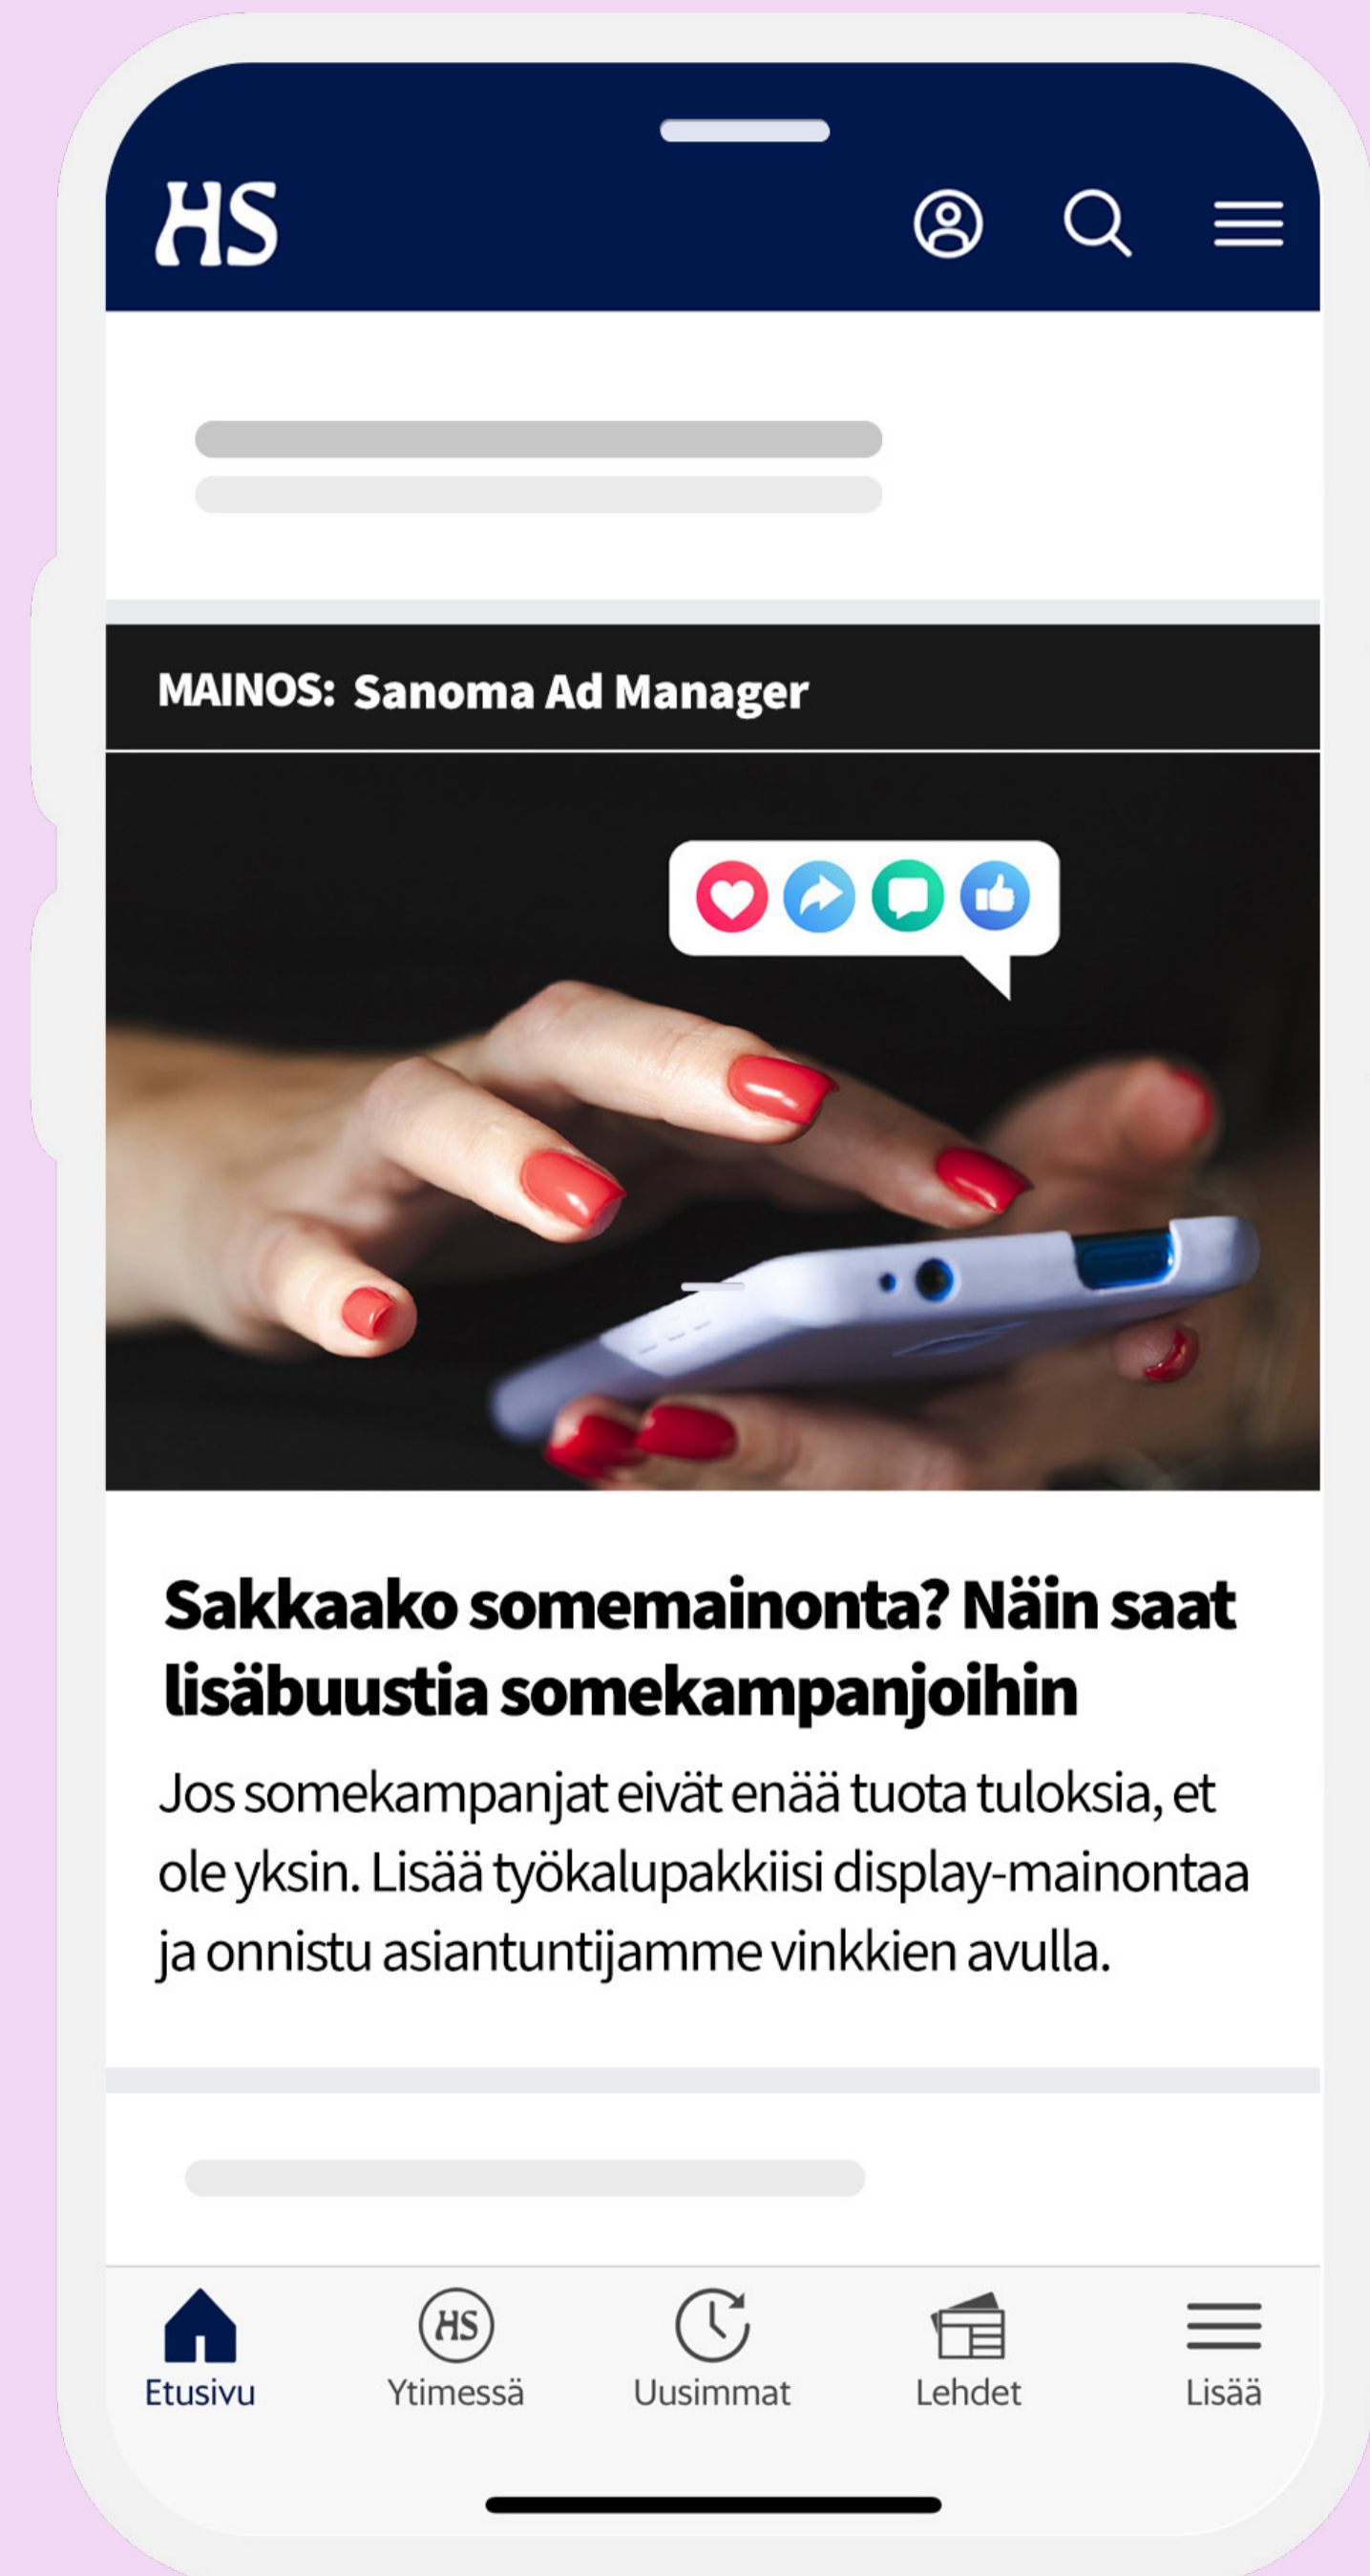 HS
MAINOS: Sanoma Ad Manager
Sakkaako somemainonta? Näin saat
lisäbuustia somekampanjoihin
Jos somekampanjat eivät enää tuota tuloksia, et
ole yksin. Lisää työkalupakkiisi display-mainontaa
ja onnistu asiantuntijamme vinkkien avulla.
HS
Etusivu Ytimessä Uusimmat Lehdet Lisää